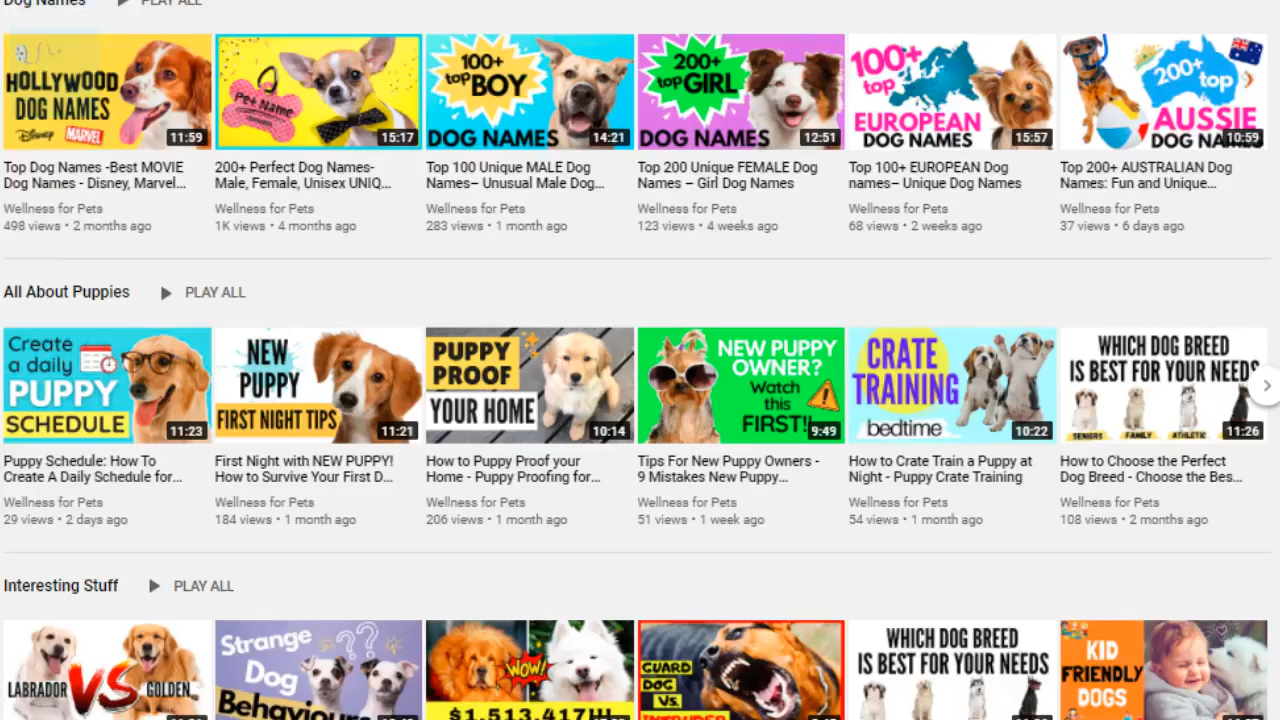 Dog Names PLAY ALL
HOLLYWOOD
DOG NAMES
Disney MARVEL
11:59
Pet Name
15:17
100+
top BOY
DOG NAMES
14:21
200+
top GIRL
DOG NAMES
12:51
100+
top
EUROPEAN
DOG NAMES
15:57
200+
top
AUSSIE
DOG NAMES
10:59
Top Dog Names -Best MOVIE
Dog Names - Disney, Marvel...
Wellness for Pets
498 views • 2 months ago
200+ Perfect Dog Names-
Male, Female, Unisex UNIQ...
Wellness for Pets
1K views • 4 months ago
Top 100 Unique MALE Dog
Names– Unusual Male Dog...
Wellness for Pets
283 views • 1 month ago
Top 200 Unique FEMALE Dog
Names – Girl Dog Names
Wellness for Pets
123 views • 4 weeks ago
Top 100+ EUROPEAN Dog
names– Unique Dog Names
Wellness for Pets
68 views • 2 weeks ago
Top 200+ AUSTRALIAN Dog
Names: Fun and Unique...
Wellness for Pets
37 views • 6 days ago
All About Puppies PLAY ALL
Create
a daily
PUPPY
SCHEDULE
11:23
NEW
PUPPY
FIRST NIGHT TIPS
11:21
PUPPY
PROOF
YOUR HOME
10:14
NEW PUPPY
OWNER?
Watch
this
FIRST!!
9:49
CRATE
TRAINING
bedtime
10:22
WHICH DOG BREED
IS BEST FOR YOUR NEEDS
SENIORS FAMILY ATHLETIC
11:26
Puppy Schedule: How To
Create A Daily Schedule for...
Wellness for Pets
29 views • 2 days ago
First Night with NEW PUPPY!
How to Survive Your First D...
Wellness for Pets
184 views • 1 month ago
How to Puppy Proof your
Home - Puppy Proofing for...
Wellness for Pets
206 views • 1 month ago
Tips For New Puppy Owners -
9 Mistakes New Puppy...
Wellness for Pets
51 views • 1 week ago
How to Crate Train a Puppy at
Night - Puppy Crate Training
Wellness for Pets
54 views • 1 month ago
How to Choose the Perfect
Dog Breed - Choose the Bes...
Wellness for Pets
108 views • 2 months ago
Interesting Stuff PLAY ALL
LABRADOR VS GOLDEN
Strange
Dog
Behaviours
WOW!
$1,513,417!!!
GUARD
DOG
VS.
INTRUDER
WHICH DOG BREED
IS BEST FOR YOUR NEEDS
KID
FRIENDLY
DOGS